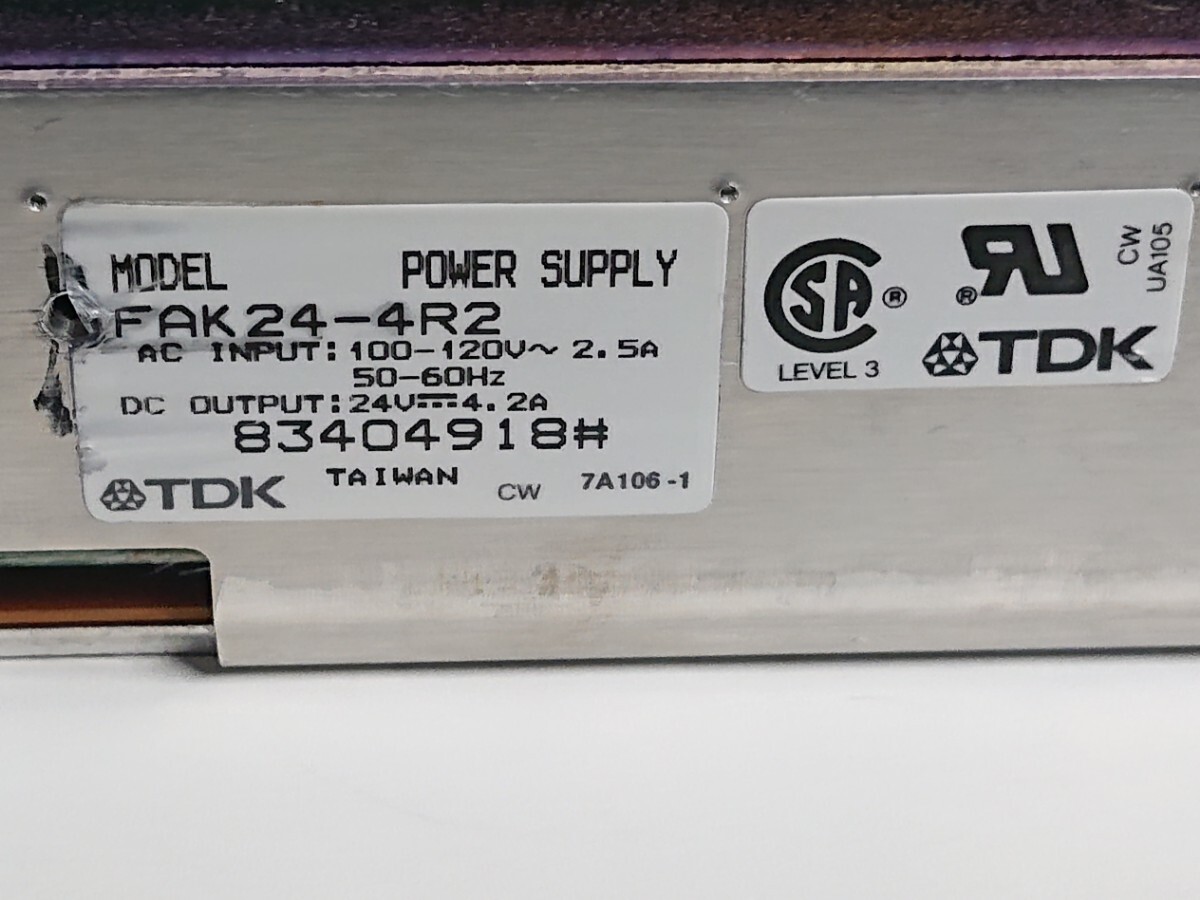 MODEL POWER SUPPLY
FAK24-4R2
AC INPUT:100-120V~ 2.5A
50-60Hz
DC OUTPUT:24V⎓4.2A
83404918#
TDK TAIWAN CW 7A106-1
SA ®
LEVEL 3
RU ®
TDK
CW
UA105